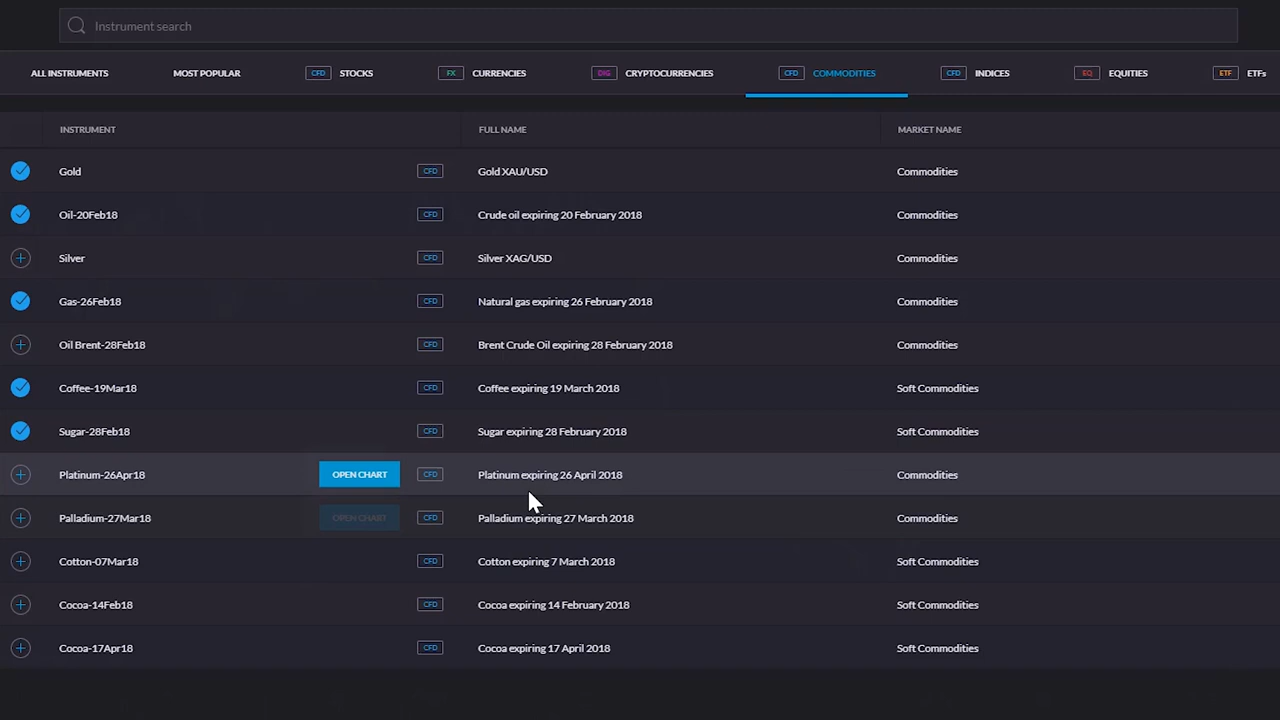 Instrument search
ALL INSTRUMENTS MOST POPULAR CFD STOCKS FX CURRENCIES DIG CRYPTOCURRENCIES CFD COMMODITIES CFD INDICES EQ EQUITIES ETF ETFs
INSTRUMENT FULL NAME MARKET NAME
Gold CFD Gold XAU/USD Commodities
Oil-20Feb18 CFD Crude oil expiring 20 February 2018 Commodities
Silver CFD Silver XAG/USD Commodities
Gas-26Feb18 CFD Natural gas expiring 26 February 2018 Commodities
Oil Brent-28Feb18 CFD Brent Crude Oil expiring 28 February 2018 Commodities
Coffee-19Mar18 CFD Coffee expiring 19 March 2018 Soft Commodities
Sugar-28Feb18 CFD Sugar expiring 28 February 2018 Soft Commodities
Platinum-26Apr18 OPEN CHART CFD Platinum expiring 26 April 2018 Commodities
Palladium-27Mar18 OPEN CHART CFD Palladium expiring 27 March 2018 Commodities
Cotton-07Mar18 CFD Cotton expiring 7 March 2018 Soft Commodities
Cocoa-14Feb18 CFD Cocoa expiring 14 February 2018 Soft Commodities
Cocoa-17Apr18 CFD Cocoa expiring 17 April 2018 Soft Commodities